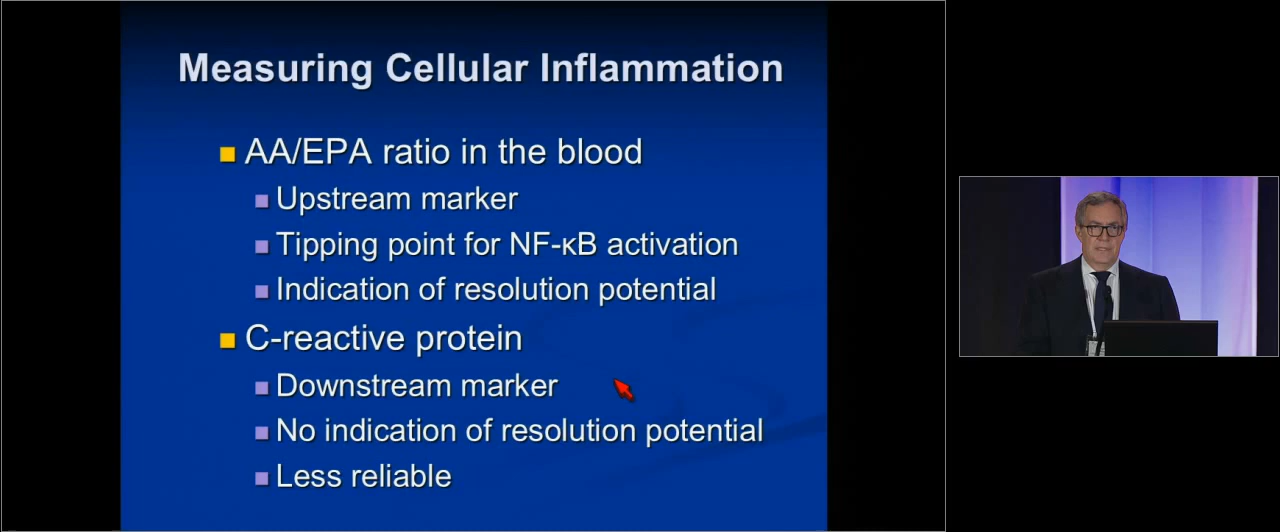 Measuring Cellular Inflammation
AA/EPA ratio in the blood
Upstream marker
Tipping point for NF-κB activation
Indication of resolution potential
C-reactive protein
Downstream marker
No indication of resolution potential
Less reliable